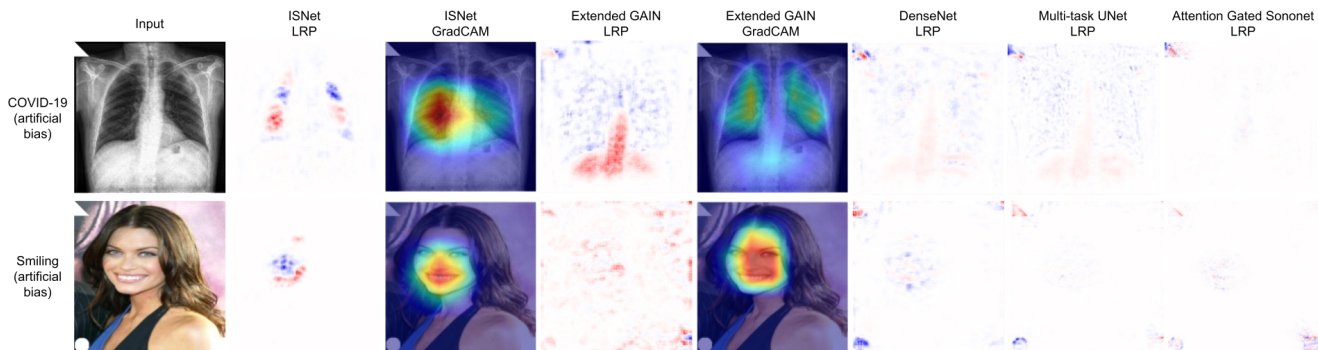 Input
ISNet
LRP
ISNet
GradCAM
Extended GAIN
LRP
Extended GAIN
GradCAM
DenseNet
LRP
Multi-task UNet
LRP
Attention Gated Sononet
LRP
COVID-19
(artificial
bias)
Smiling
(artificial
bias)